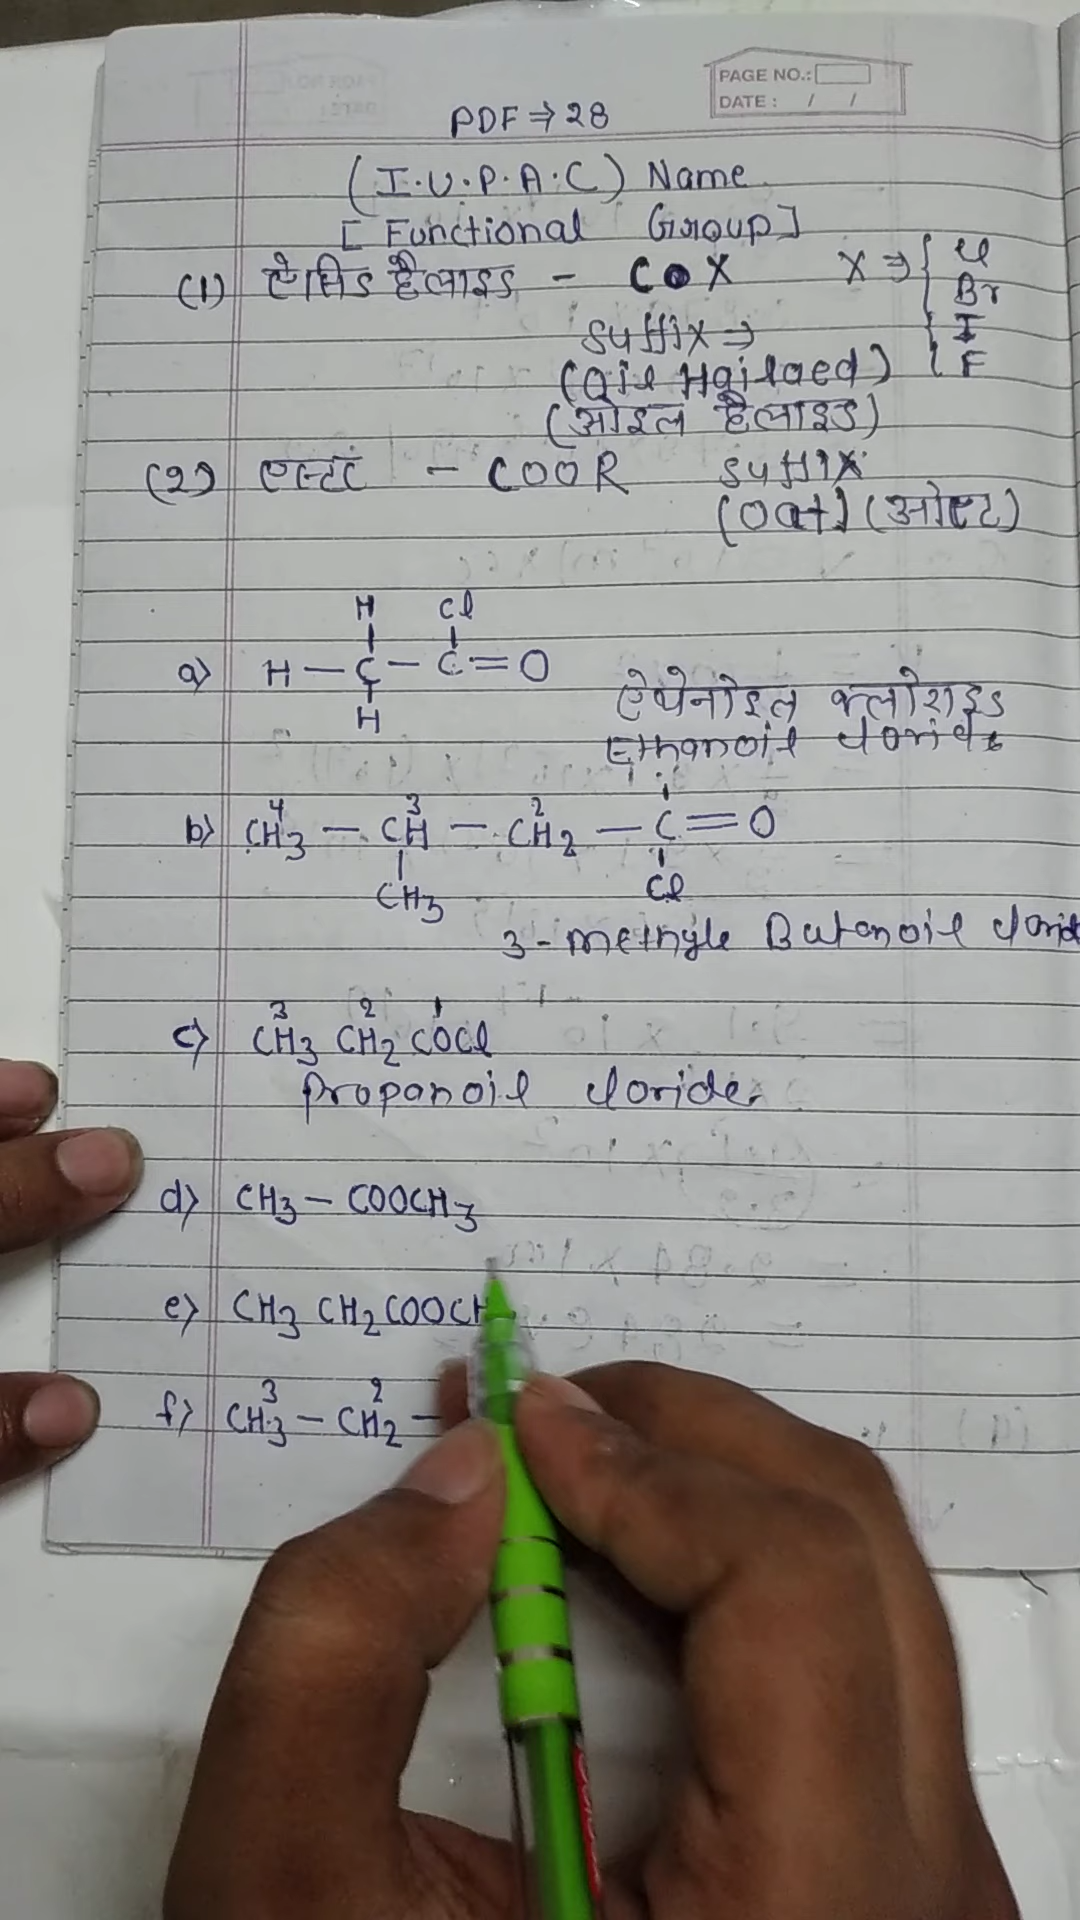 PAGE NO.:
DATE : / /
PDF ⇒ 28
(I.U.P.A.C) Name
[Functional Group]
(1) ऐसिड हैलाइड - COX X ⇒ { Cl
Br
I
F
Suffix ⇒
(Oil Hailaed)
(ओइल हैलाइड)
(2) एस्टर - COOR Suffix
(Oat) (ओएट)
H Cl
a) H - C - C = O
H
ऐथेनोइल क्लोराइड
Ethanoil cloride
4 3 2 1
b) CH3 - CH - CH2 - C = O
CH3 Cl
3-methyle Butanoil clorid
3 2 1
c) CH3 CH2 COCl
Propanoil cloride
d) CH3 - COOCH3
e) CH3 CH2 COOCH
3 2
f) CH3 - CH2 -